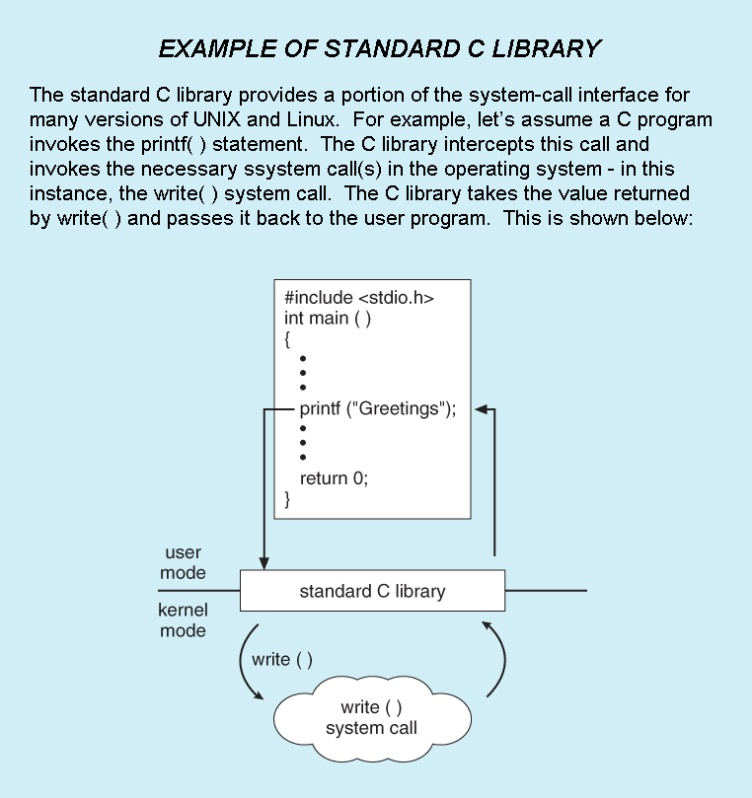 EXAMPLE OF STANDARD C LIBRARY
The standard C library provides a portion of the system-call interface for
many versions of UNIX and Linux.  For example, let's assume a C program
invokes the printf( ) statement.  The C library intercepts this call and
invokes the necessary ssystem call(s) in the operating system - in this
instance, the write( ) system call.  The C library takes the value returned
by write( ) and passes it back to the user program.  This is shown below:
#include <stdio.h>
int main ( )
{
printf ("Greetings");
return 0;
}
user
mode
standard C library
kernel
mode
write ( )
write ( )
system call